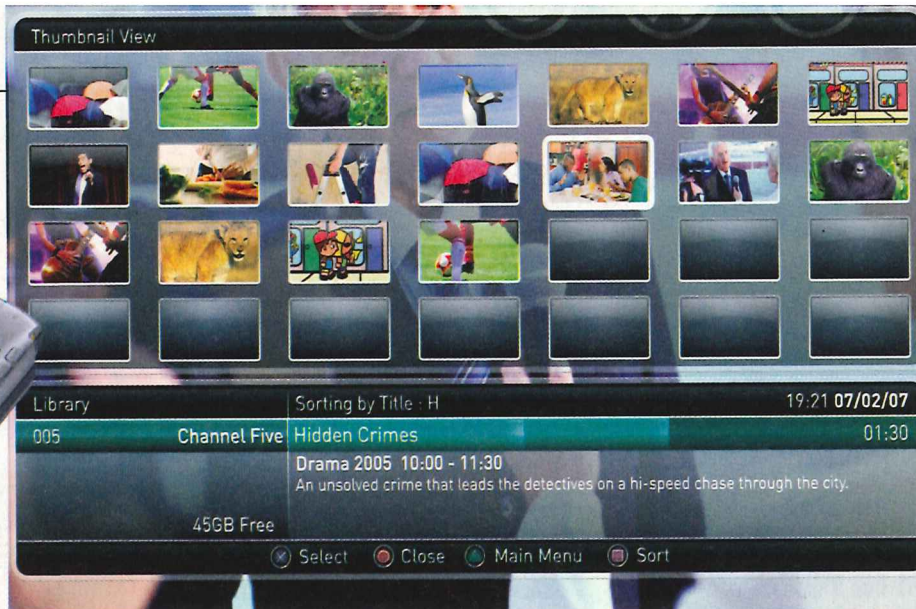 Thumbnail View
Library Sorting by Title : H 19:21 07/02/07
005 Channel Five Hidden Crimes 01:30
Drama 2005 10:00 - 11:30
An unsolved crime that leads the detectives on a hi-speed chase through the city.
45GB Free
Select Close Main Menu Sort